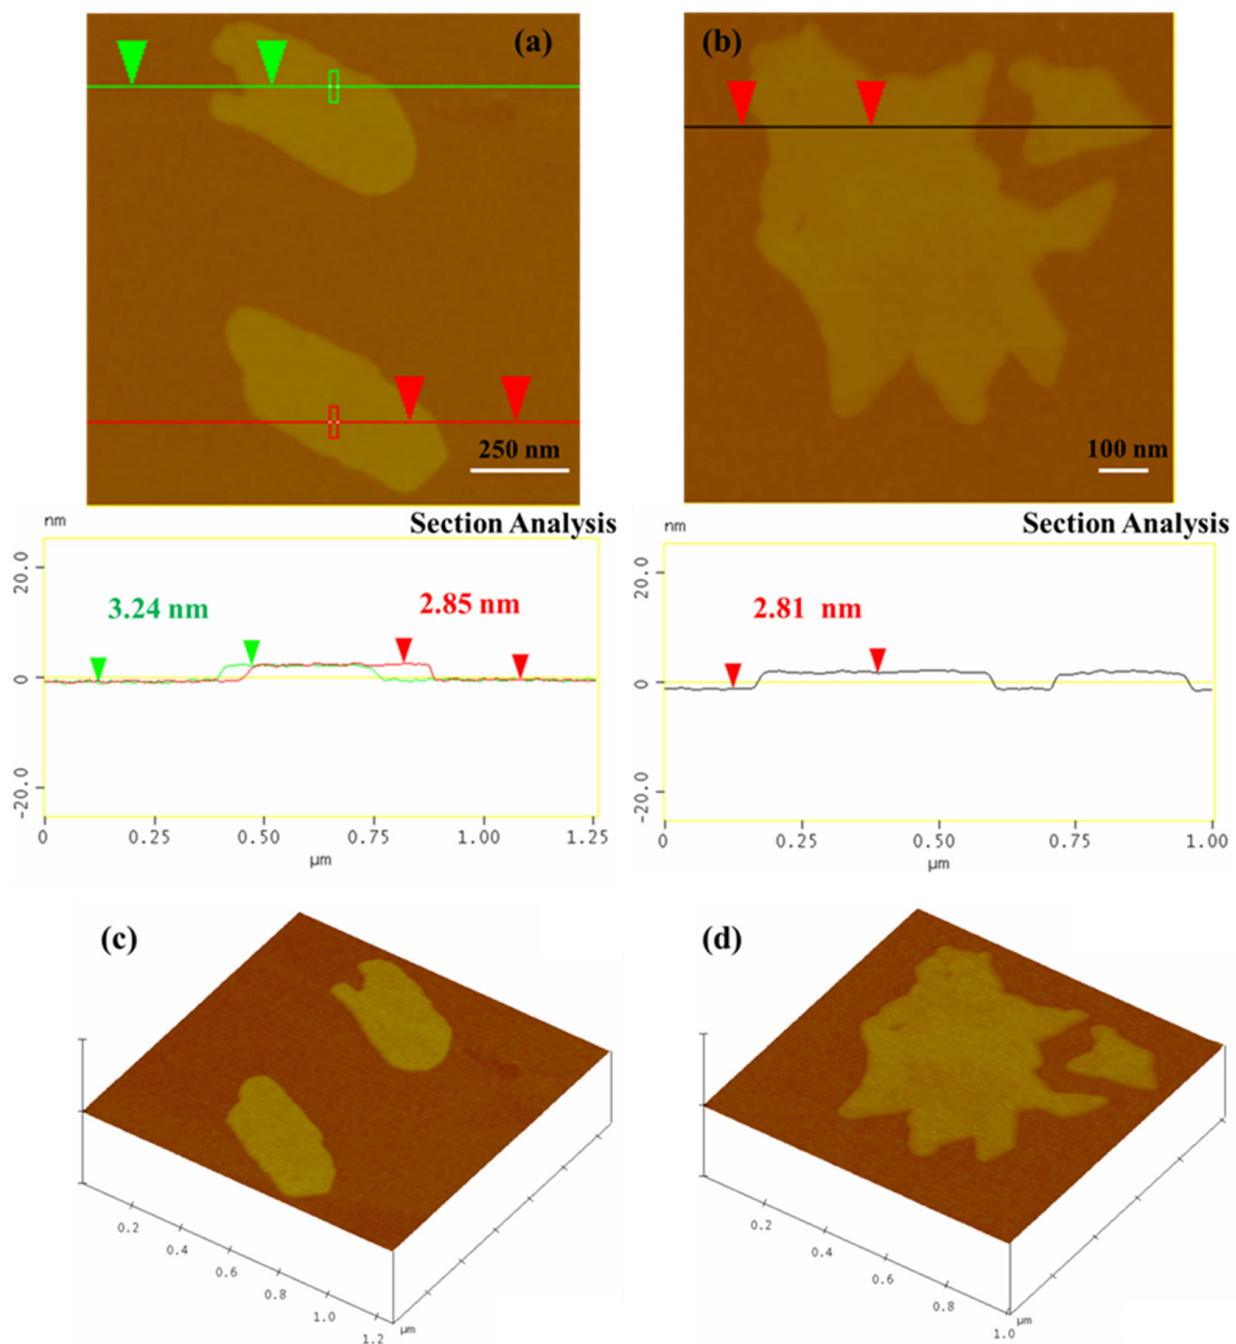 (a)
250 nm
(b)
100 nm
nm
Section Analysis
20.0
0
-20.0
3.24 nm
2.85 nm
0 0.25 0.50 0.75 1.00 1.25
µm
nm
Section Analysis
20.0
0
-20.0
2.81 nm
0 0.25 0.50 0.75 1.00
µm
(c)
0.2
0.4
0.6
0.8
1.0
1.2
µm
(d)
0.2
0.4
0.6
0.8
1.0
µm